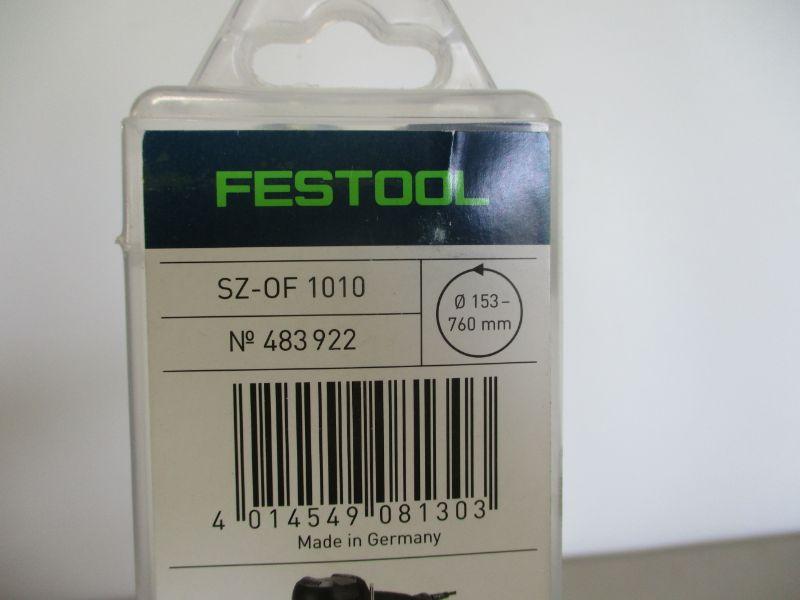 FESTOOL
SZ-OF 1010
Ø 153–
760 mm
Nº 483 922
4 014549 081303
Made in Germany